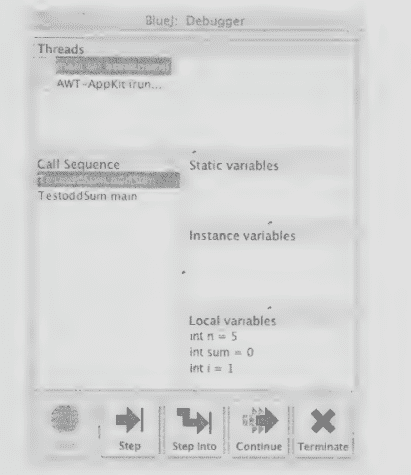 BlueJ: Debugger
Threads
AWT-AppKit (run...
Call Sequence
TestoddSum main
Static variables
Instance variables
Local variables
int n = 5
int sum = 0
int i = 1
Step
Step Into
Continue
Terminate